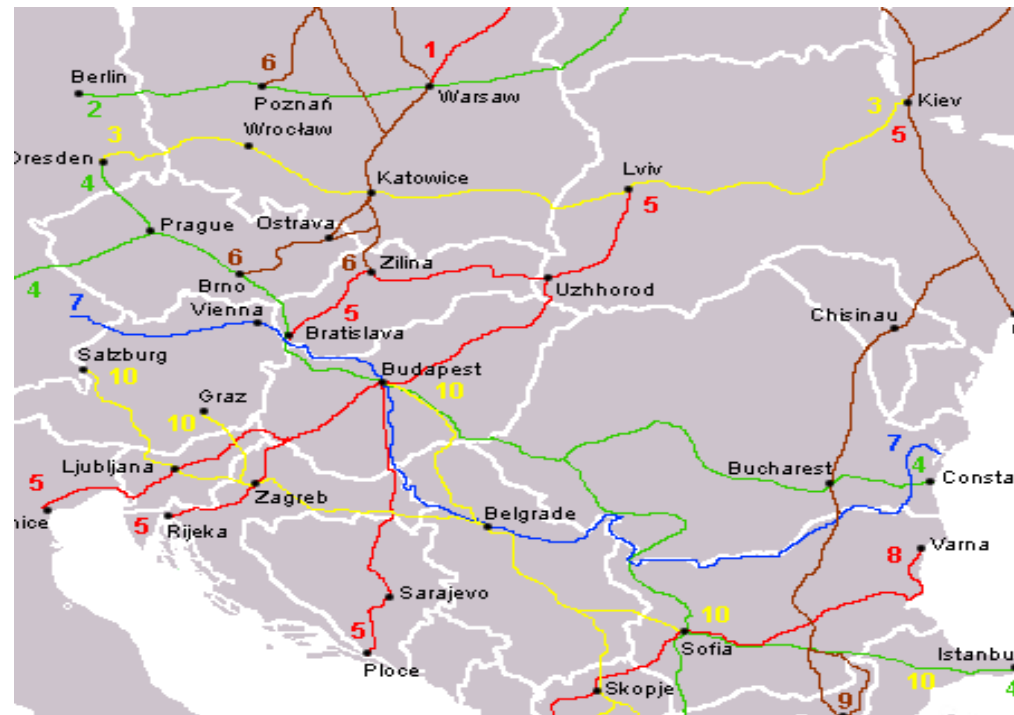 1
6
Berlin
Warsaw
2
Poznań
3
Kiev
Wrocław
3
5
Dresden
4
Katowice
Lviv
5
Prague
Ostrava
6
6
Zilina
4
Brno
Uzhhorod
7
Vienna
5
Bratislava
Chisinau
Salzburg
10
Budapest
10
Graz
10
7
Ljubljana
Bucharest
4
5
Consta
Zagreb
nice
5
Rijeka
Belgrade
8
Varna
Sarajevo
5
10
Ploce
Sofia
Istanbu
10
4
Skopje
9